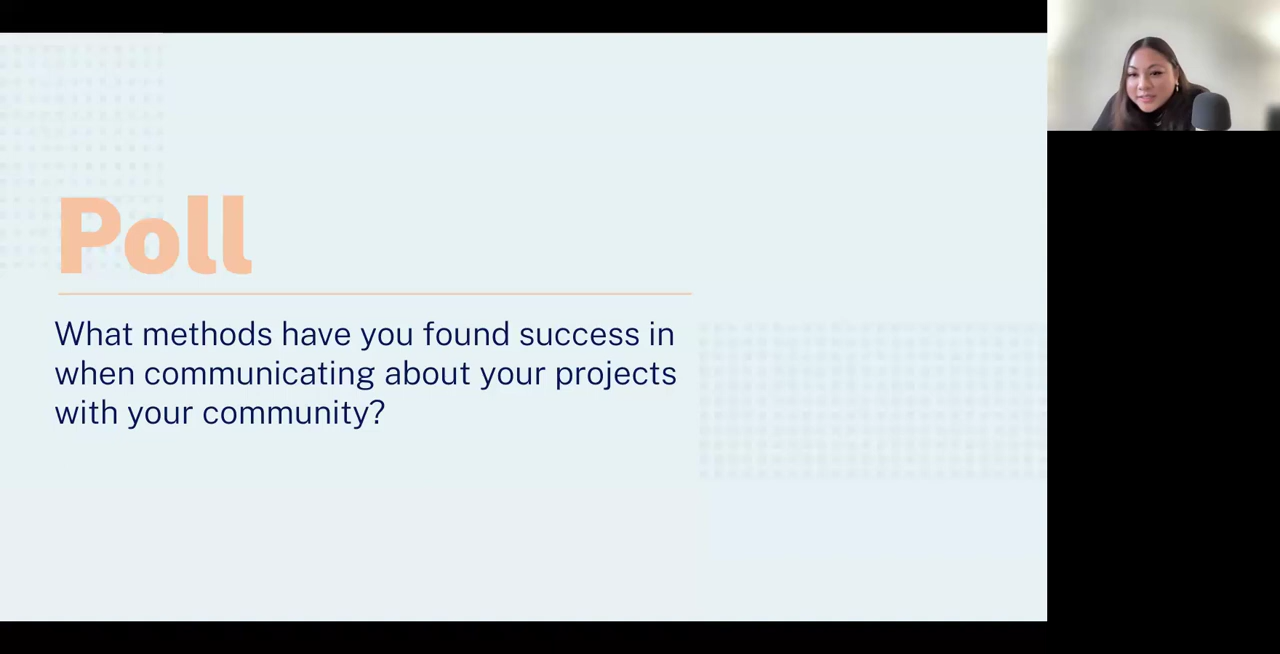 Poll
What methods have you found success in
when communicating about your projects
with your community?